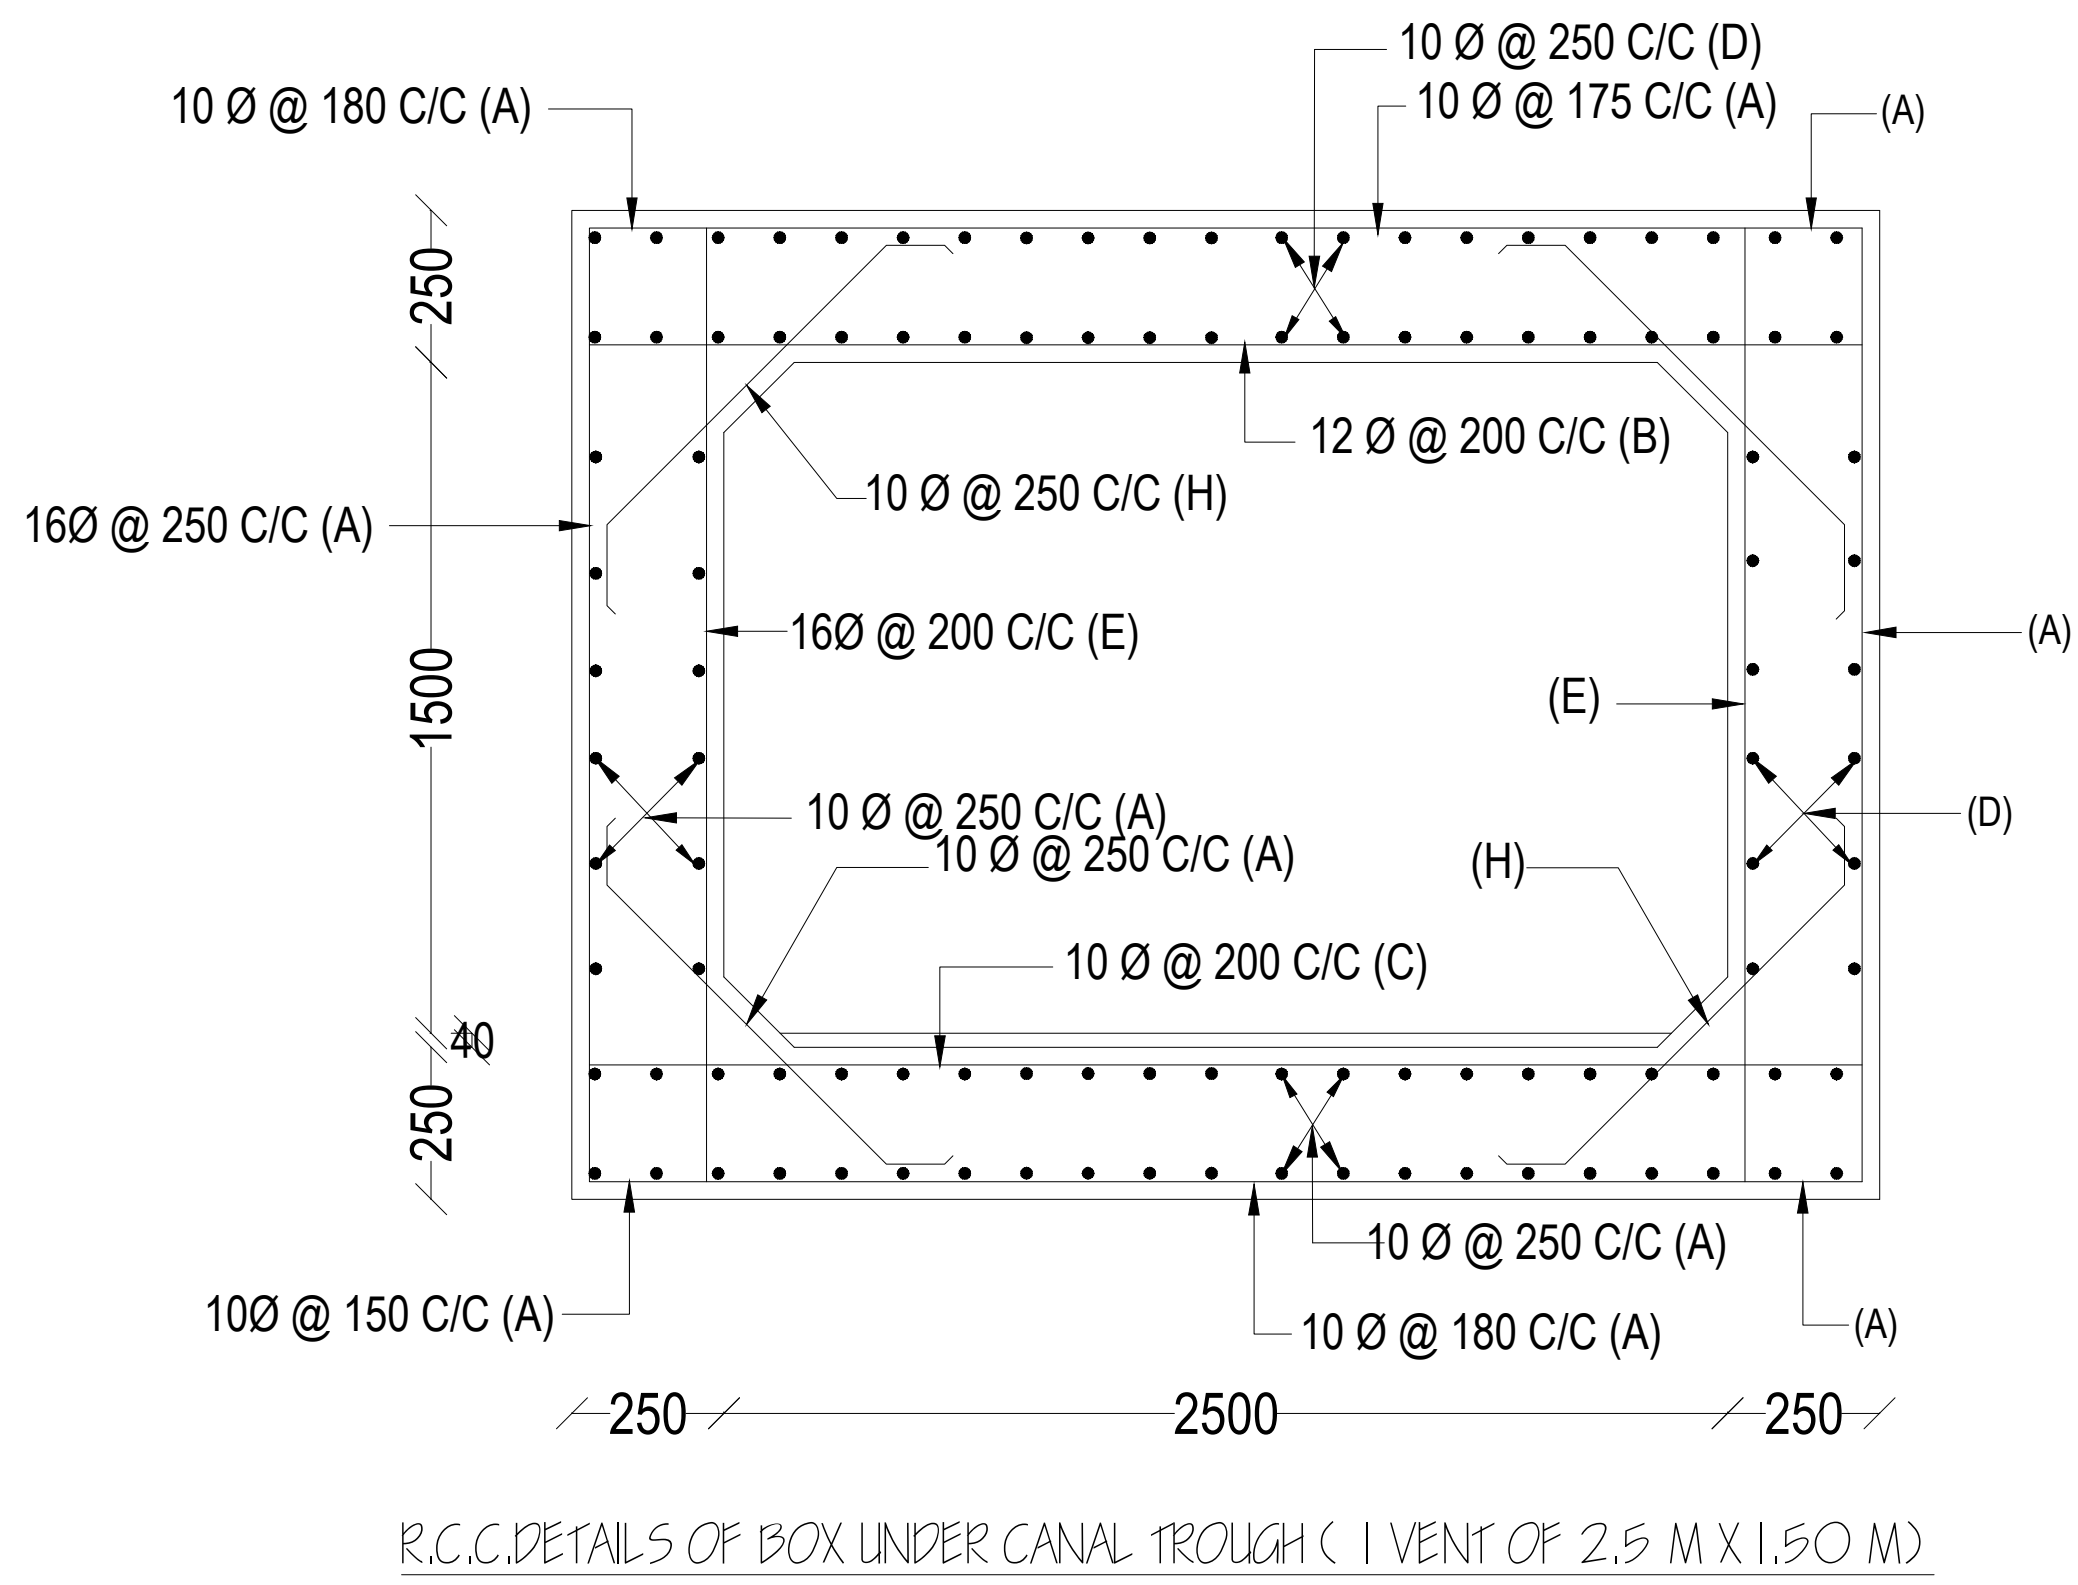 10 Ø @ 250 C/C (D)
10 Ø @ 180 C/C (A)
10 Ø @ 175 C/C (A)
(A)
250
12 Ø @ 200 C/C (B)
10 Ø @ 250 C/C (H)
16Ø @ 250 C/C (A)
16Ø @ 200 C/C (E)
(A)
1500
(E)
10 Ø @ 250 C/C (A)
(D)
10 Ø @ 250 C/C (A)
(H)
10 Ø @ 200 C/C (C)
40
250
10 Ø @ 250 C/C (A)
10Ø @ 150 C/C (A)
10 Ø @ 180 C/C (A)
(A)
250
2500
250
R.C.C.DETAILS OF BOX UNDER CANAL TROUGH ( 1 VENT OF 2.5 M X 1.50 M)